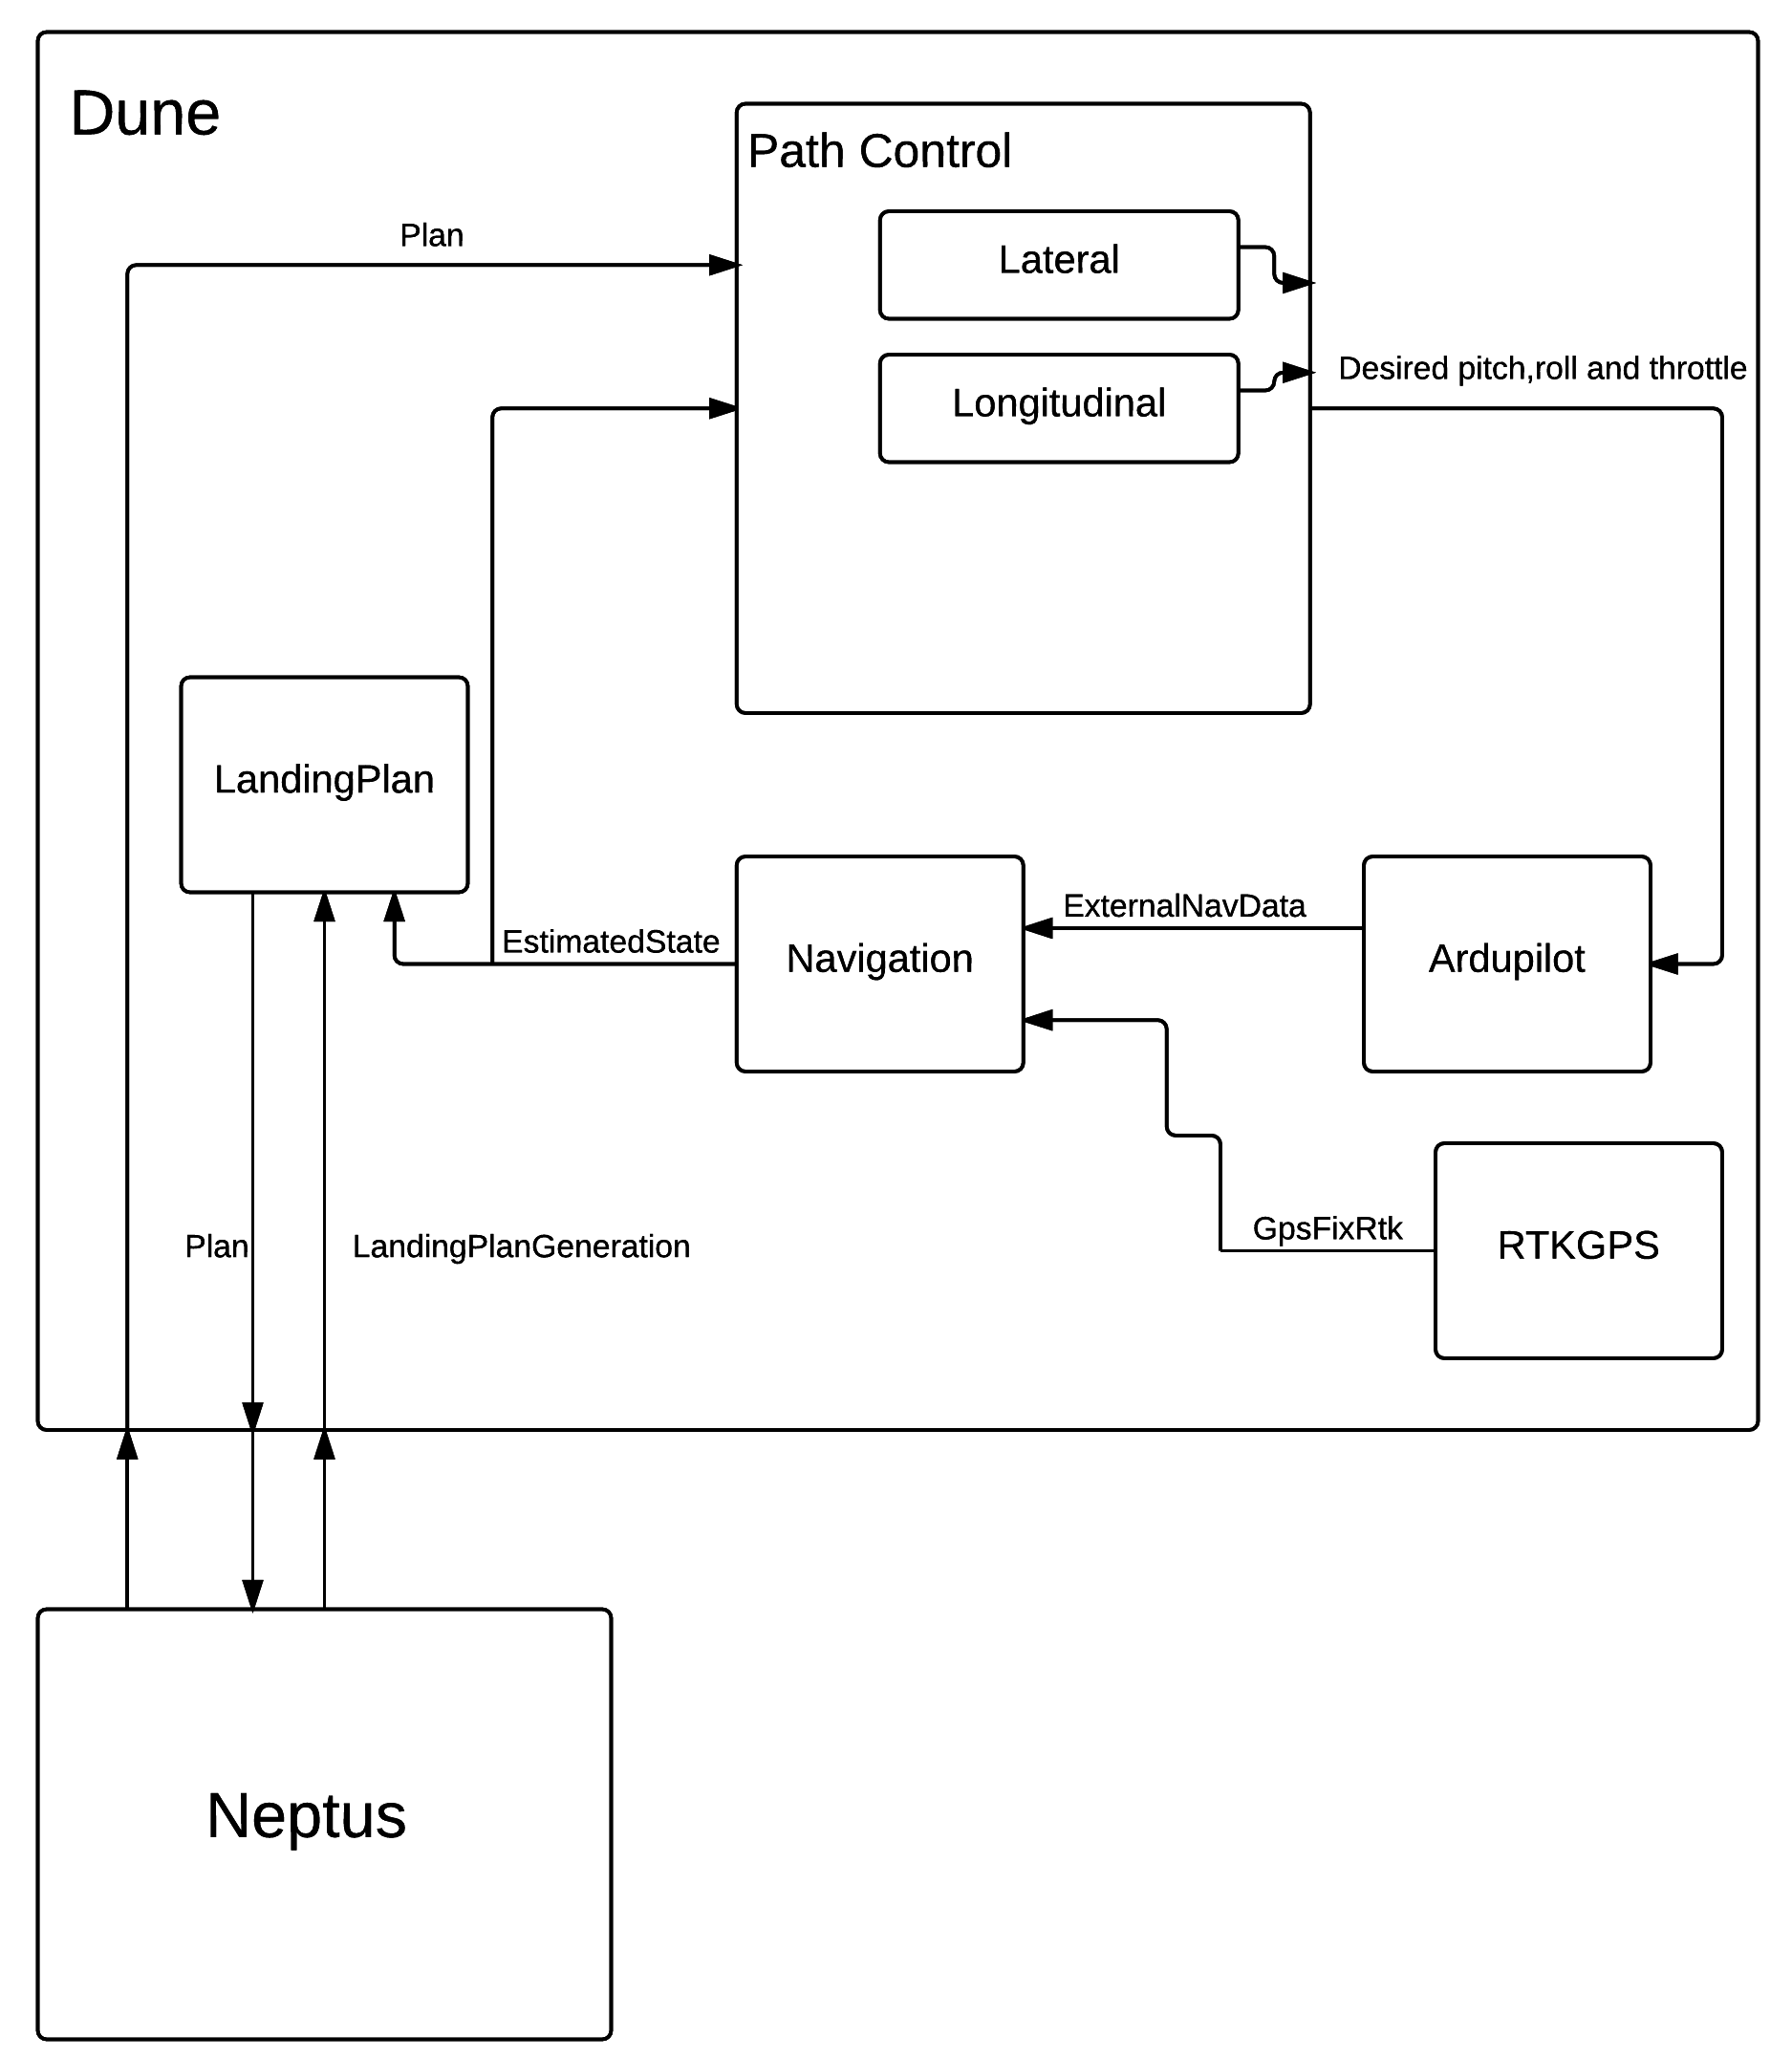 Dune
Path Control
Plan
Lateral
Desired pitch,roll and throttle
Longitudinal
LandingPlan
ExternalNavData
EstimatedState
Navigation
Ardupilot
GpsFixRtk
RTKGPS
Plan
LandingPlanGeneration
Neptus